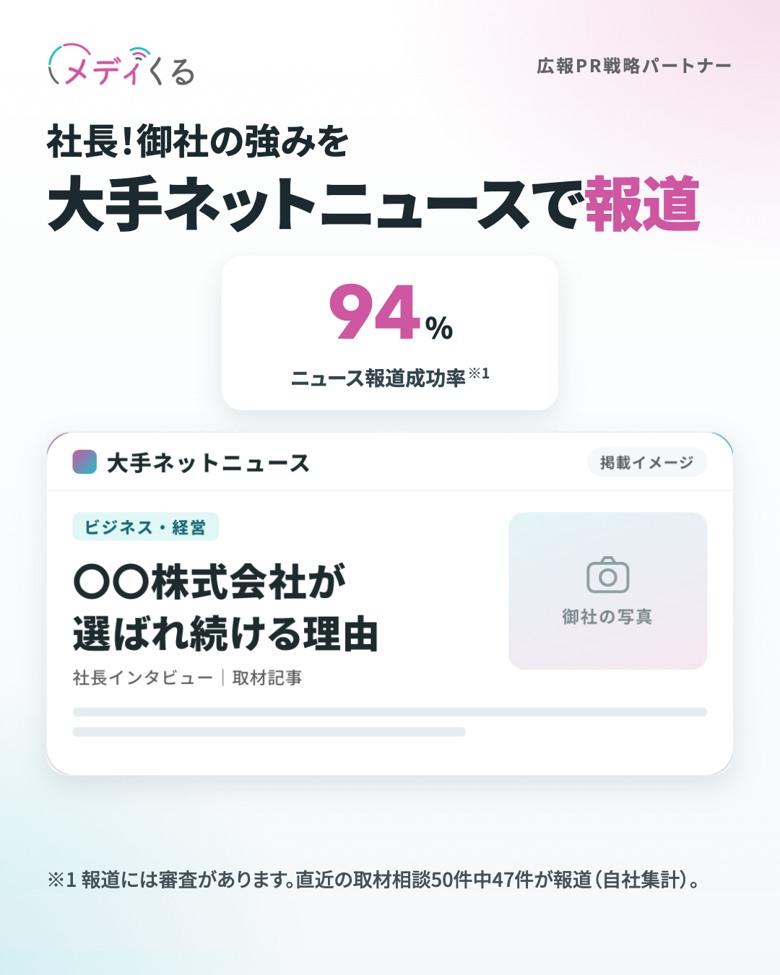 メディくる
広報PR戦略パートナー
社長！御社の強みを
大手ネットニュースで報道
94%
ニュース報道成功率※1
大手ネットニュース
掲載イメージ
ビジネス・経営
〇〇株式会社が
選ばれ続ける理由
御社の写真
社長インタビュー｜取材記事
※1 報道には審査があります。直近の取材相談50件中47件が報道（自社集計）。